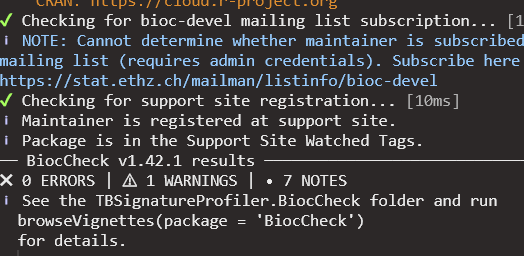 CRAN: https://cloud.r-project.org
✔ Checking for bioc-devel mailing list subscription... [1
ℹ NOTE: Cannot determine whether maintainer is subscribed
mailing list (requires admin credentials). Subscribe here
https://stat.ethz.ch/mailman/listinfo/bioc-devel
✔ Checking for support site registration... [10ms]
ℹ Maintainer is registered at support site.
ℹ Package is in the Support Site Watched Tags.
── BiocCheck v1.42.1 results ──
✖ 0 ERRORS | ⚠ 1 WARNINGS | • 7 NOTES
ℹ See the TBSignatureProfiler.BiocCheck folder and run
browseVignettes(package = 'BiocCheck')
for details.